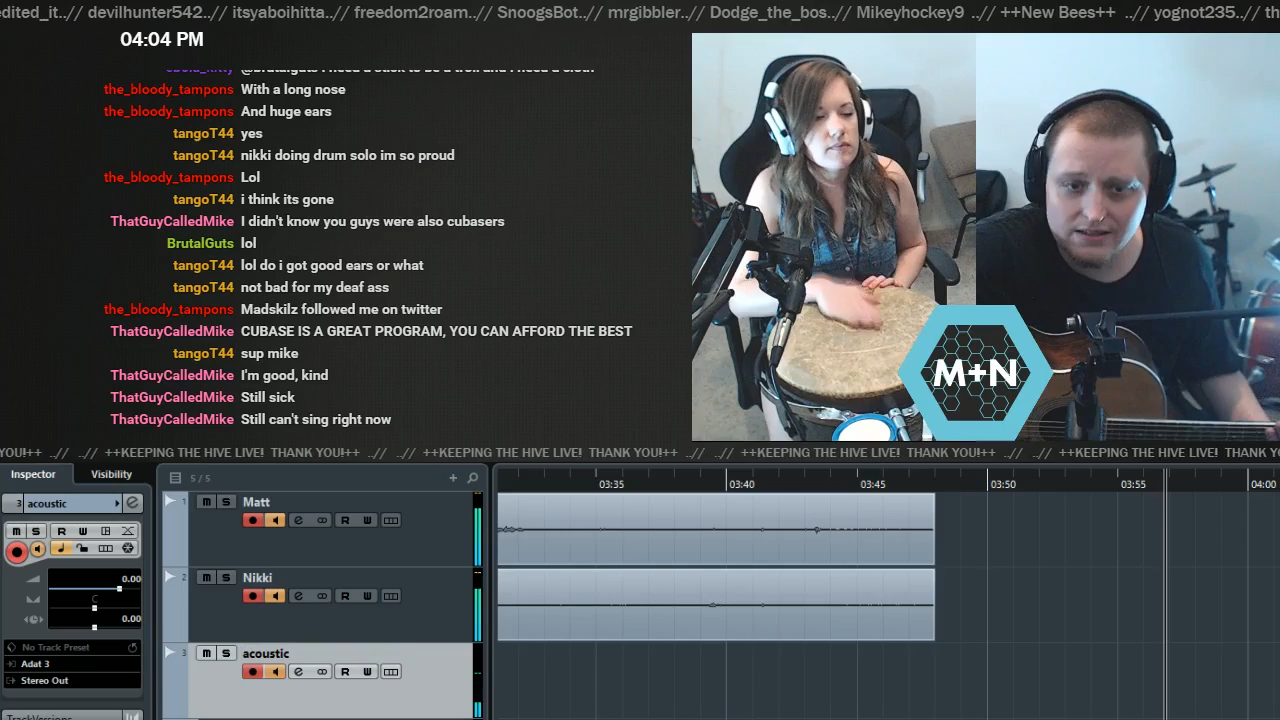 edited_it..// devilhunter542..// itsyaboihitta..// freedom2roam..// SnoogsBot..// mrgibbler..// Dodge_the_bos..// Mikeyhockey9 ..// ++New Bees++ ..// yognot235..// th
04:04 PM
the_bloody_tampons With a long nose
the_bloody_tampons And huge ears
tangoT44 yes
tangoT44 nikki doing drum solo im so proud
the_bloody_tampons Lol
tangoT44 i think its gone
ThatGuyCalledMike I didn't know you guys were also cubasers
BrutalGuts lol
tangoT44 lol do i got good ears or what
tangoT44 not bad for my deaf ass
the_bloody_tampons Madskilz followed me on twitter
ThatGuyCalledMike CUBASE IS A GREAT PROGRAM, YOU CAN AFFORD THE BEST
tangoT44 sup mike
ThatGuyCalledMike I'm good, kind
ThatGuyCalledMike Still sick
ThatGuyCalledMike Still can't sing right now
M+N
YOU!++ ..// ..// ++KEEPING THE HIVE LIVE! THANK YOU!++ ..// ..// ++KEEPING THE HIVE LIVE! THANK YOU!++ ..// ..// ++KEEPING THE HIVE LIVE! THANK YOU!++ ..// ..// ++KEEPING THE HIVE LIVE! THANK Y
Inspector Visibility
5/5 +
03:35 03:40 03:45 03:50 03:55 04:00
3 acoustic e
M S R W
0.00
C
0.00
No Track Preset
Adat 3
Stereo Out
TrackVersions
1 M S Matt
e R W
2 M S Nikki
e R W
3 M S acoustic
e R W